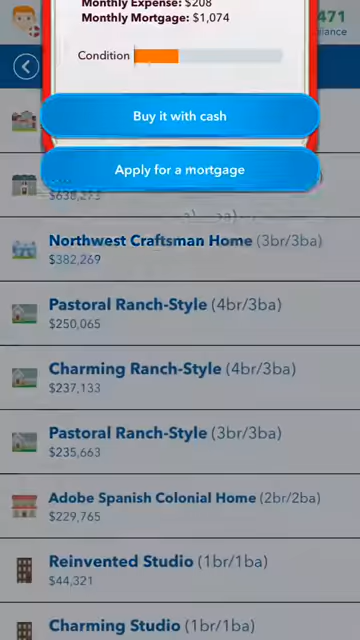 Monthly Expense: $208
471
Monthly Mortgage: $1,074
Condition
Buy it with cash
Apply for a mortgage
$638,273
Northwest Craftsman Home (3br/3ba)
$382,269
Pastoral Ranch-Style (4br/3ba)
$250,065
Charming Ranch-Style (4br/3ba)
$237,133
Pastoral Ranch-Style (3br/3ba)
$235,663
Adobe Spanish Colonial Home (2br/2ba)
$229,765
Reinvented Studio (1br/1ba)
$44,321
Charming Studio (1br/1ba)